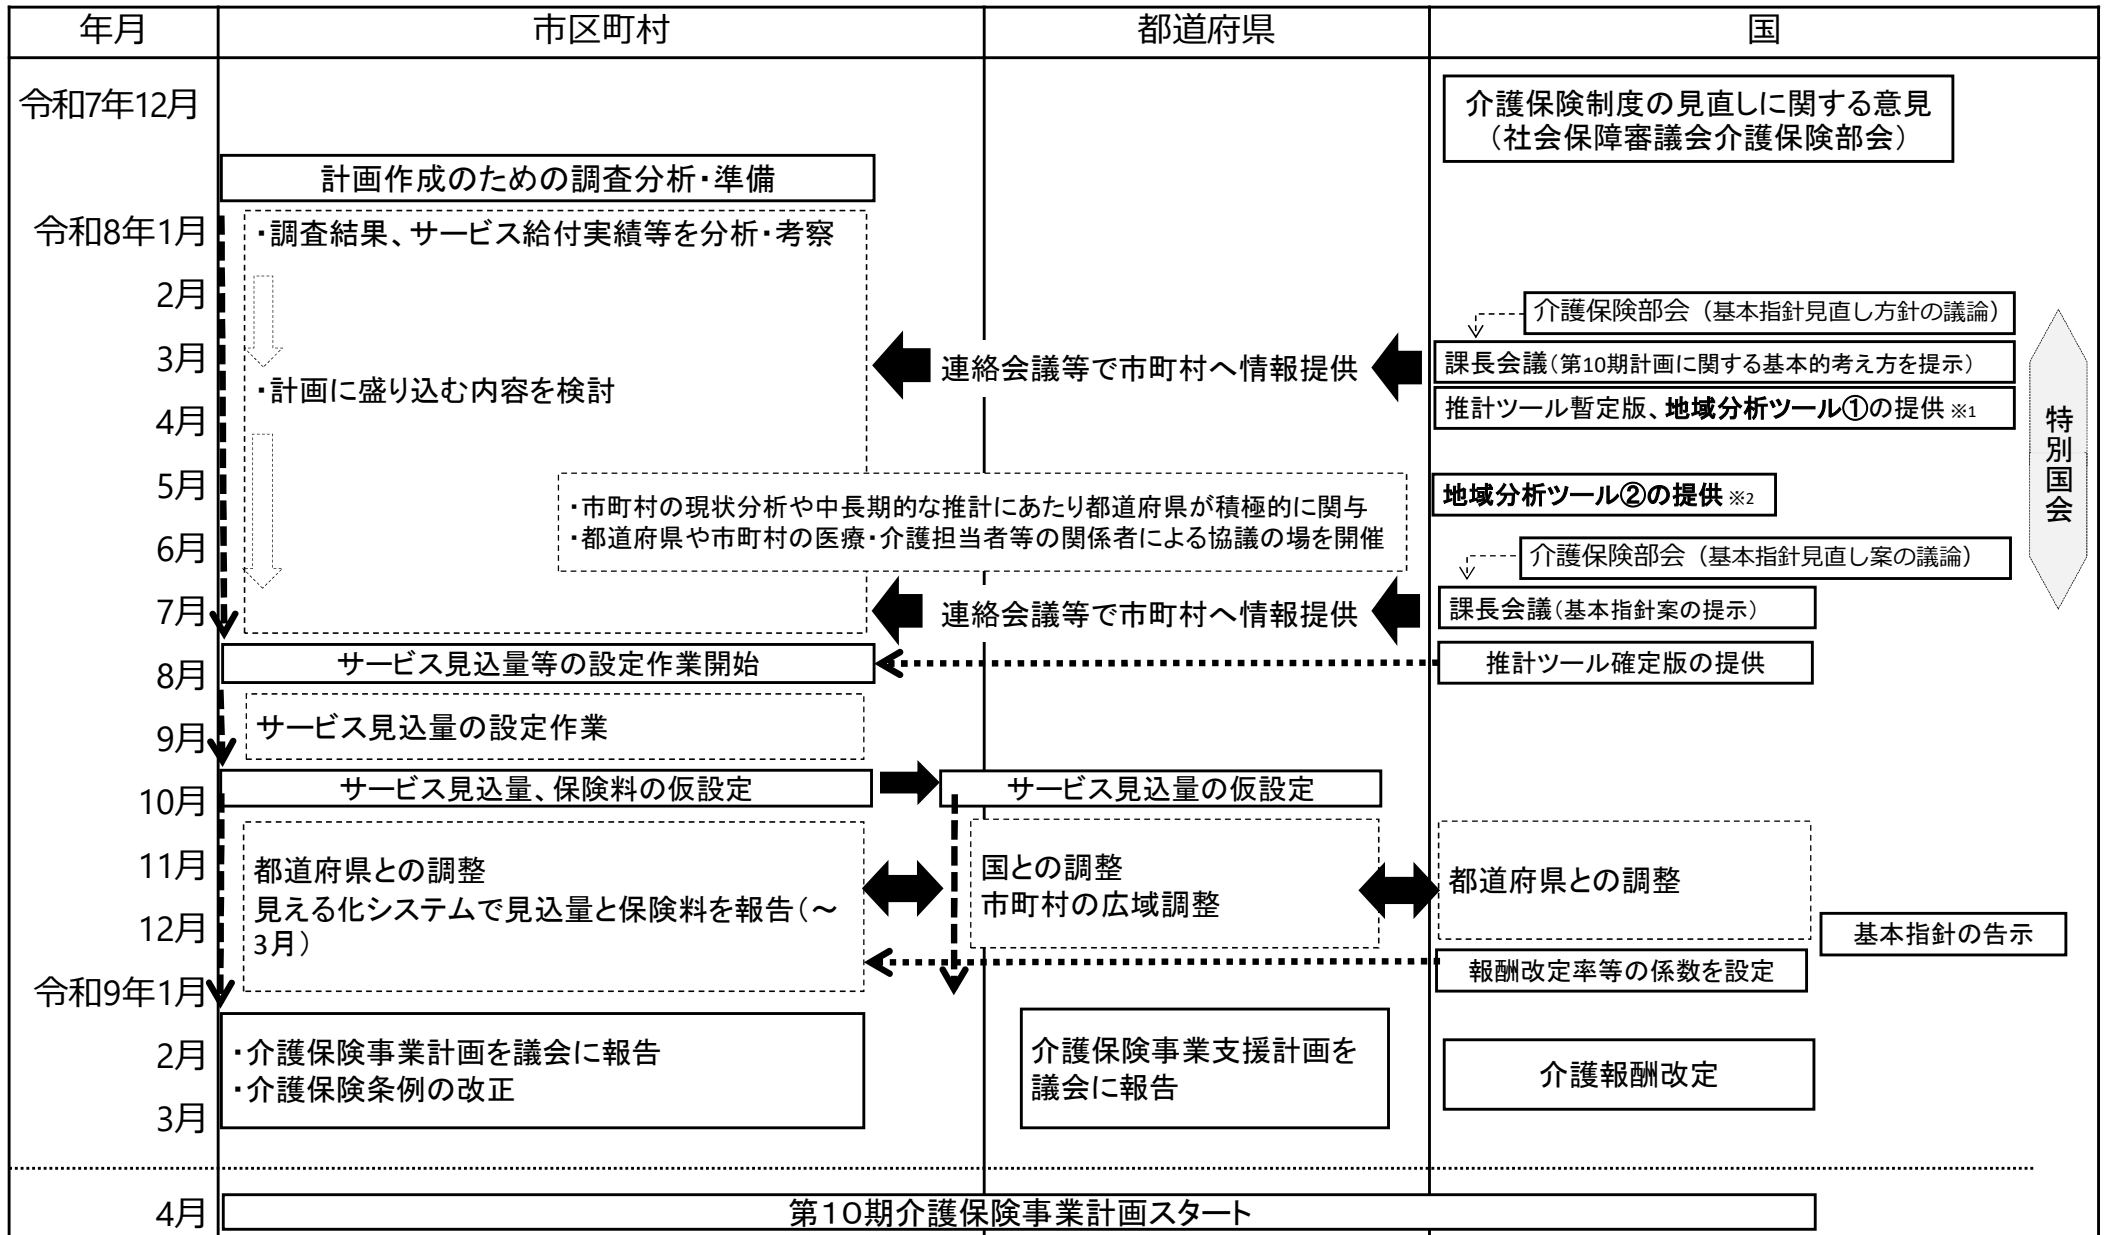 年月
市区町村
都道府県
国
令和7年12月
介護保険制度の見直しに関する意見
（社会保障審議会介護保険部会）
計画作成のための調査分析・準備
令和8年1月
・調査結果、サービス給付実績等を分析・考察
2月
介護保険部会（基本指針見直し方針の議論）
3月
連絡会議等で市町村へ情報提供
課長会議（第10期計画に関する基本的考え方を提示）
・計画に盛り込む内容を検討
4月
推計ツール暫定版、地域分析ツール①の提供 ※1
特別国会
5月
・市町村の現状分析や中長期的な推計にあたり都道府県が積極的に関与
・都道府県や市町村の医療・介護担当者等の関係者による協議の場を開催
地域分析ツール②の提供 ※2
6月
介護保険部会（基本指針見直し案の議論）
7月
連絡会議等で市町村へ情報提供
課長会議（基本指針案の提示）
8月
サービス見込量等の設定作業開始
推計ツール確定版の提供
9月
サービス見込量の設定作業
10月
サービス見込量、保険料の仮設定
サービス見込量の仮設定
11月
都道府県との調整
見える化システムで見込量と保険料を報告（～
3月）
国との調整
市町村の広域調整
都道府県との調整
12月
基本指針の告示
報酬改定率等の係数を設定
令和9年1月
2月
・介護保険事業計画を議会に報告
・介護保険条例の改正
介護保険事業支援計画を
議会に報告
介護報酬改定
3月
4月
第１０期介護保険事業計画スタート